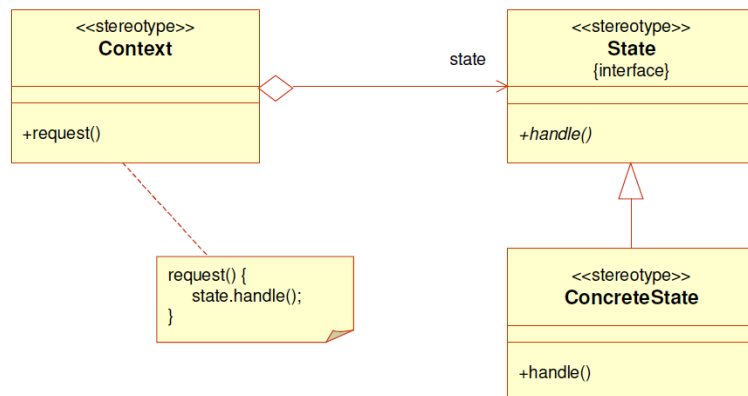 <<stereotype>>
Context
+request()
state
<<stereotype>>
State
{interface}
+handle()
request() {
state.handle();
}
<<stereotype>>
ConcreteState
+handle()